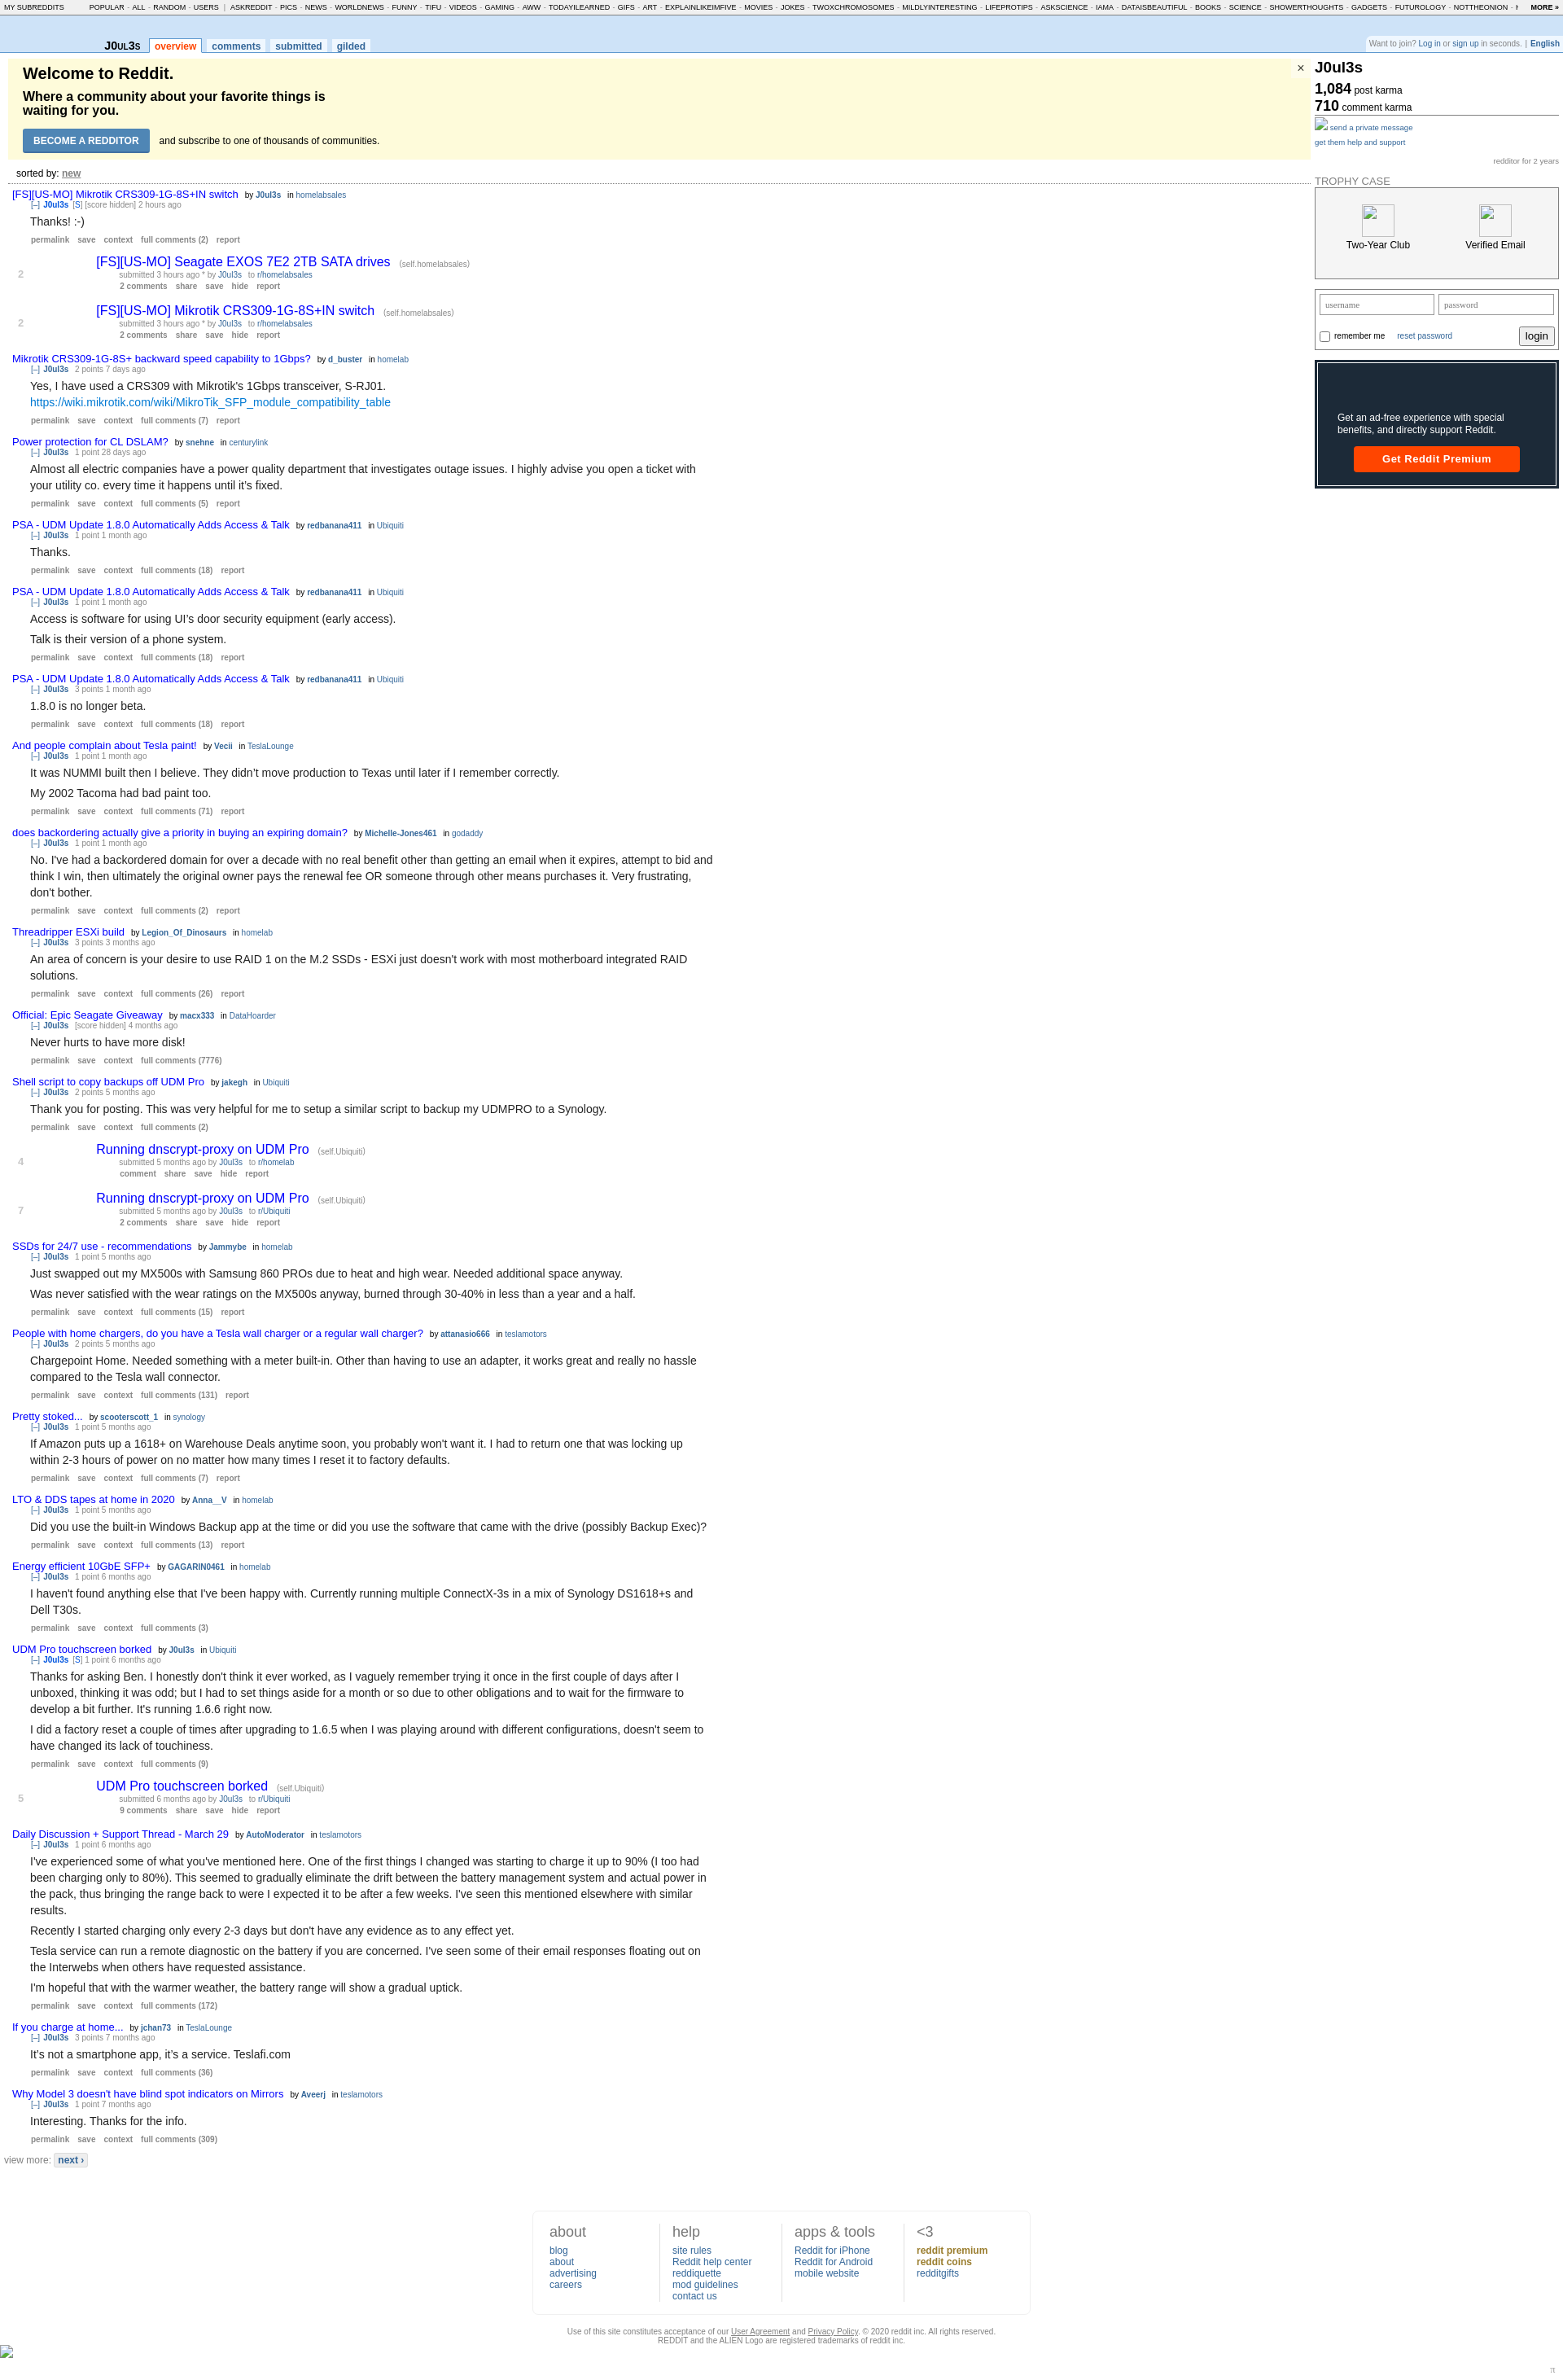 MY SUBREDDITS POPULAR - ALL - RANDOM - USERS | ASKREDDIT - PICS - NEWS - WORLDNEWS - FUNNY - TIFU - VIDEOS - GAMING - AWW - TODAYILEARNED - GIFS - ART - EXPLAINLIKEIMFIVE - MOVIES - JOKES - TWOXCHROMOSOMES - MILDLYINTERESTING - LIFEPROTIPS - ASKSCIENCE - IAMA - DATAISBEAUTIFUL - BOOKS - SCIENCE - SHOWERTHOUGHTS - GADGETS - FUTUROLOGY - NOTTHEONION - MORE »
J0ul3s overview comments submitted gilded
Want to join? Log in or sign up in seconds. | English
Welcome to Reddit.
Where a community about your favorite things is
waiting for you.
BECOME A REDDITOR and subscribe to one of thousands of communities.
×
sorted by: new
[FS][US-MO] Mikrotik CRS309-1G-8S+IN switch by J0ul3s in homelabsales
[–] J0ul3s [S] [score hidden] 2 hours ago
Thanks! :-)
permalink save context full comments (2) report
[FS][US-MO] Seagate EXOS 7E2 2TB SATA drives (self.homelabsales)
2
submitted 3 hours ago * by J0ul3s to r/homelabsales
2 comments share save hide report
[FS][US-MO] Mikrotik CRS309-1G-8S+IN switch (self.homelabsales)
2
submitted 3 hours ago * by J0ul3s to r/homelabsales
2 comments share save hide report
Mikrotik CRS309-1G-8S+ backward speed capability to 1Gbps? by d_buster in homelab
[–] J0ul3s 2 points 7 days ago
Yes, I have used a CRS309 with Mikrotik's 1Gbps transceiver, S-RJ01.
https://wiki.mikrotik.com/wiki/MikroTik_SFP_module_compatibility_table
permalink save context full comments (7) report
Power protection for CL DSLAM? by snehne in centurylink
[–] J0ul3s 1 point 28 days ago
Almost all electric companies have a power quality department that investigates outage issues. I highly advise you open a ticket with
your utility co. every time it happens until it’s fixed.
permalink save context full comments (5) report
PSA - UDM Update 1.8.0 Automatically Adds Access & Talk by redbanana411 in Ubiquiti
[–] J0ul3s 1 point 1 month ago
Thanks.
permalink save context full comments (18) report
PSA - UDM Update 1.8.0 Automatically Adds Access & Talk by redbanana411 in Ubiquiti
[–] J0ul3s 1 point 1 month ago
Access is software for using UI’s door security equipment (early access).
Talk is their version of a phone system.
permalink save context full comments (18) report
PSA - UDM Update 1.8.0 Automatically Adds Access & Talk by redbanana411 in Ubiquiti
[–] J0ul3s 3 points 1 month ago
1.8.0 is no longer beta.
permalink save context full comments (18) report
And people complain about Tesla paint! by Vecii in TeslaLounge
[–] J0ul3s 1 point 1 month ago
It was NUMMI built then I believe. They didn’t move production to Texas until later if I remember correctly.
My 2002 Tacoma had bad paint too.
permalink save context full comments (71) report
does backordering actually give a priority in buying an expiring domain? by Michelle-Jones461 in godaddy
[–] J0ul3s 1 point 1 month ago
No. I've had a backordered domain for over a decade with no real benefit other than getting an email when it expires, attempt to bid and
think I win, then ultimately the original owner pays the renewal fee OR someone through other means purchases it. Very frustrating,
don't bother.
permalink save context full comments (2) report
Threadripper ESXi build by Legion_Of_Dinosaurs in homelab
[–] J0ul3s 3 points 3 months ago
An area of concern is your desire to use RAID 1 on the M.2 SSDs - ESXi just doesn't work with most motherboard integrated RAID
solutions.
permalink save context full comments (26) report
Official: Epic Seagate Giveaway by macx333 in DataHoarder
[–] J0ul3s [score hidden] 4 months ago
Never hurts to have more disk!
permalink save context full comments (7776)
Shell script to copy backups off UDM Pro by jakegh in Ubiquiti
[–] J0ul3s 2 points 5 months ago
Thank you for posting. This was very helpful for me to setup a similar script to backup my UDMPRO to a Synology.
permalink save context full comments (2)
Running dnscrypt-proxy on UDM Pro (self.Ubiquiti)
4
submitted 5 months ago by J0ul3s to r/homelab
comment share save hide report
Running dnscrypt-proxy on UDM Pro (self.Ubiquiti)
7
submitted 5 months ago by J0ul3s to r/Ubiquiti
2 comments share save hide report
SSDs for 24/7 use - recommendations by Jammybe in homelab
[–] J0ul3s 1 point 5 months ago
Just swapped out my MX500s with Samsung 860 PROs due to heat and high wear. Needed additional space anyway.
Was never satisfied with the wear ratings on the MX500s anyway, burned through 30-40% in less than a year and a half.
permalink save context full comments (15) report
People with home chargers, do you have a Tesla wall charger or a regular wall charger? by attanasio666 in teslamotors
[–] J0ul3s 2 points 5 months ago
Chargepoint Home. Needed something with a meter built-in. Other than having to use an adapter, it works great and really no hassle
compared to the Tesla wall connector.
permalink save context full comments (131) report
Pretty stoked... by scooterscott_1 in synology
[–] J0ul3s 1 point 5 months ago
If Amazon puts up a 1618+ on Warehouse Deals anytime soon, you probably won't want it. I had to return one that was locking up
within 2-3 hours of power on no matter how many times I reset it to factory defaults.
permalink save context full comments (7) report
LTO & DDS tapes at home in 2020 by Anna__V in homelab
[–] J0ul3s 1 point 5 months ago
Did you use the built-in Windows Backup app at the time or did you use the software that came with the drive (possibly Backup Exec)?
permalink save context full comments (13) report
Energy efficient 10GbE SFP+ by GAGARIN0461 in homelab
[–] J0ul3s 1 point 6 months ago
I haven't found anything else that I've been happy with. Currently running multiple ConnectX-3s in a mix of Synology DS1618+s and
Dell T30s.
permalink save context full comments (3)
UDM Pro touchscreen borked by J0ul3s in Ubiquiti
[–] J0ul3s [S] 1 point 6 months ago
Thanks for asking Ben. I honestly don't think it ever worked, as I vaguely remember trying it once in the first couple of days after I
unboxed, thinking it was odd; but I had to set things aside for a month or so due to other obligations and to wait for the firmware to
develop a bit further. It's running 1.6.6 right now.
I did a factory reset a couple of times after upgrading to 1.6.5 when I was playing around with different configurations, doesn't seem to
have changed its lack of touchiness.
permalink save context full comments (9)
UDM Pro touchscreen borked (self.Ubiquiti)
5
submitted 6 months ago by J0ul3s to r/Ubiquiti
9 comments share save hide report
Daily Discussion + Support Thread - March 29 by AutoModerator in teslamotors
[–] J0ul3s 1 point 6 months ago
I've experienced some of what you've mentioned here. One of the first things I changed was starting to charge it up to 90% (I too had
been charging only to 80%). This seemed to gradually eliminate the drift between the battery management system and actual power in
the pack, thus bringing the range back to were I expected it to be after a few weeks. I've seen this mentioned elsewhere with similar
results.
Recently I started charging only every 2-3 days but don't have any evidence as to any effect yet.
Tesla service can run a remote diagnostic on the battery if you are concerned. I've seen some of their email responses floating out on
the Interwebs when others have requested assistance.
I'm hopeful that with the warmer weather, the battery range will show a gradual uptick.
permalink save context full comments (172)
If you charge at home... by jchan73 in TeslaLounge
[–] J0ul3s 3 points 7 months ago
It’s not a smartphone app, it’s a service. Teslafi.com
permalink save context full comments (36)
Why Model 3 doesn't have blind spot indicators on Mirrors by Aveerj in teslamotors
[–] J0ul3s 1 point 7 months ago
Interesting. Thanks for the info.
permalink save context full comments (309)
view more: next ›
J0ul3s
1,084 post karma
710 comment karma
send a private message
get them help and support
redditor for 2 years
TROPHY CASE
Two-Year Club Verified Email
username password
remember me reset password login
Get an ad-free experience with special
benefits, and directly support Reddit.
Get Reddit Premium
about
blog
about
advertising
careers
help
site rules
Reddit help center
reddiquette
mod guidelines
contact us
apps & tools
Reddit for iPhone
Reddit for Android
mobile website
<3
reddit premium
reddit coins
redditgifts
Use of this site constitutes acceptance of our User Agreement and Privacy Policy. © 2020 reddit inc. All rights reserved.
REDDIT and the ALIEN Logo are registered trademarks of reddit inc.
π